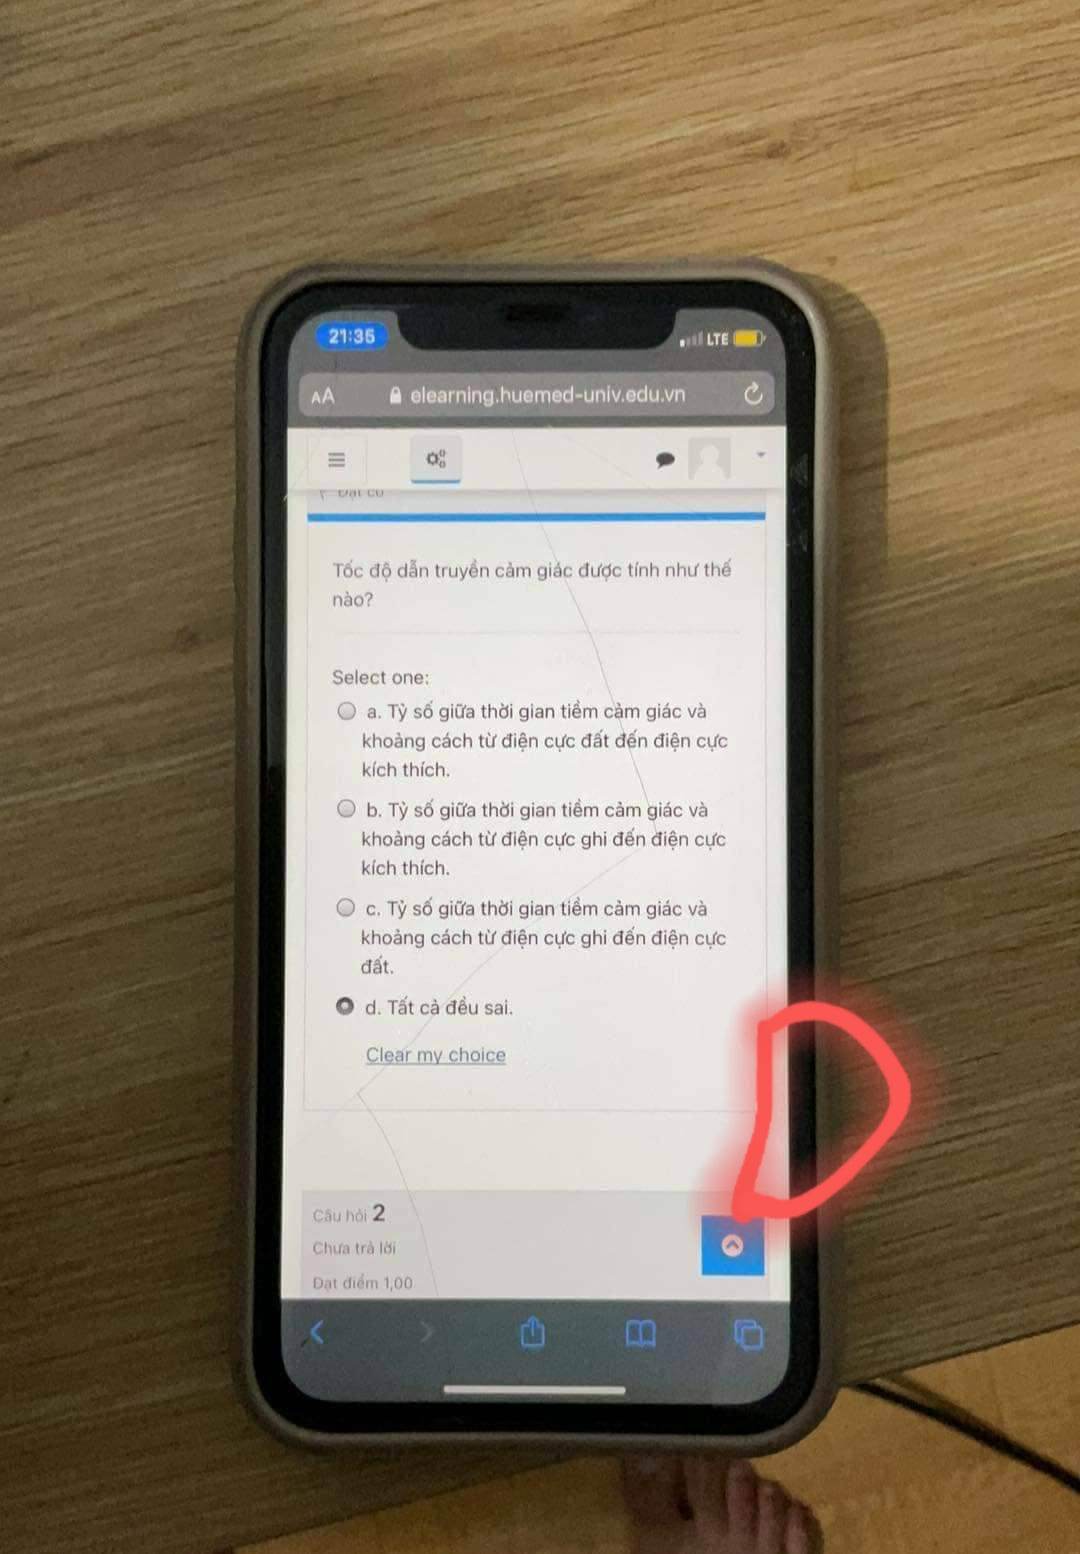 21:35
LTE
AA
elearning.huemed-univ.edu.vn
Đạt cờ
Tốc độ dẫn truyền cảm giác được tính như thế
nào?
Select one:
a. Tỷ số giữa thời gian tiềm cảm giác và
khoảng cách từ điện cực đất đến điện cực
kích thích.
b. Tỷ số giữa thời gian tiềm cảm giác và
khoảng cách từ điện cực ghi đến điện cực
kích thích.
c. Tỷ số giữa thời gian tiềm cảm giác và
khoảng cách từ điện cực ghi đến điện cực
đất.
d. Tất cả đều sai.
Clear my choice
D
Câu hỏi 2
Chưa trả lời
Đạt điểm 1,00